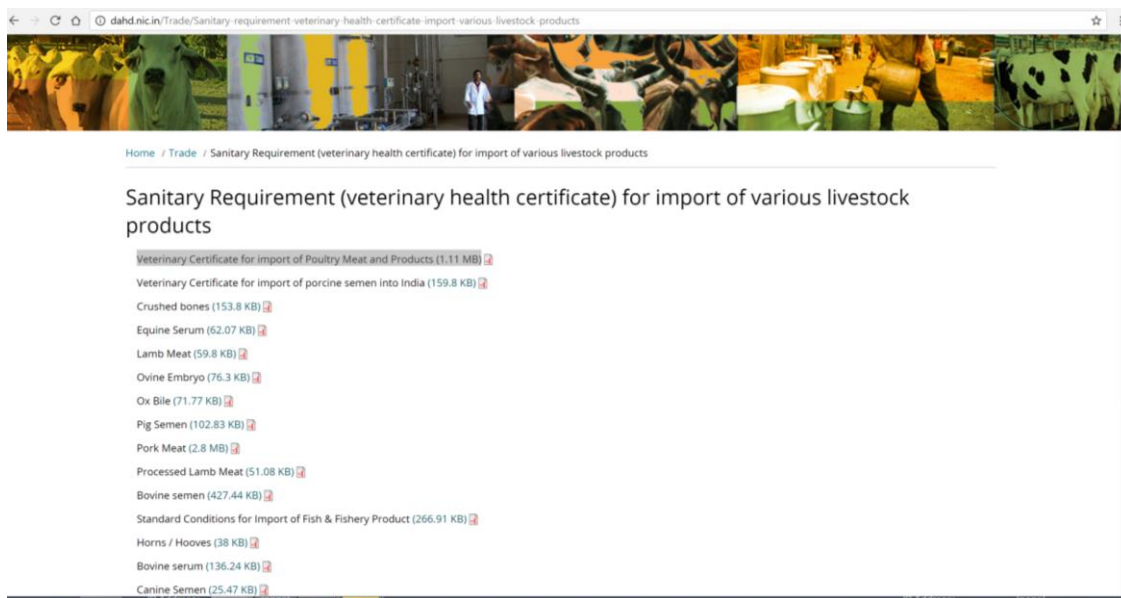 dahd.nic.in/Trade/Sanitary-requirement-veterinary-health-certificate-import-various-livestock-products
Home / Trade / Sanitary Requirement (veterinary health certificate) for import of various livestock products
Sanitary Requirement (veterinary health certificate) for import of various livestock
products
Veterinary Certificate for import of Poultry Meat and Products (1.11 MB)
Veterinary Certificate for import of porcine semen into India (159.8 KB)
Crushed bones (153.8 KB)
Equine Serum (62.07 KB)
Lamb Meat (59.8 KB)
Ovine Embryo (76.3 KB)
Ox Bile (71.77 KB)
Pig Semen (102.83 KB)
Pork Meat (2.8 MB)
Processed Lamb Meat (51.08 KB)
Bovine semen (427.44 KB)
Standard Conditions for Import of Fish & Fishery Product (266.91 KB)
Horns / Hooves (38 KB)
Bovine serum (136.24 KB)
Canine Semen (25.47 KB)